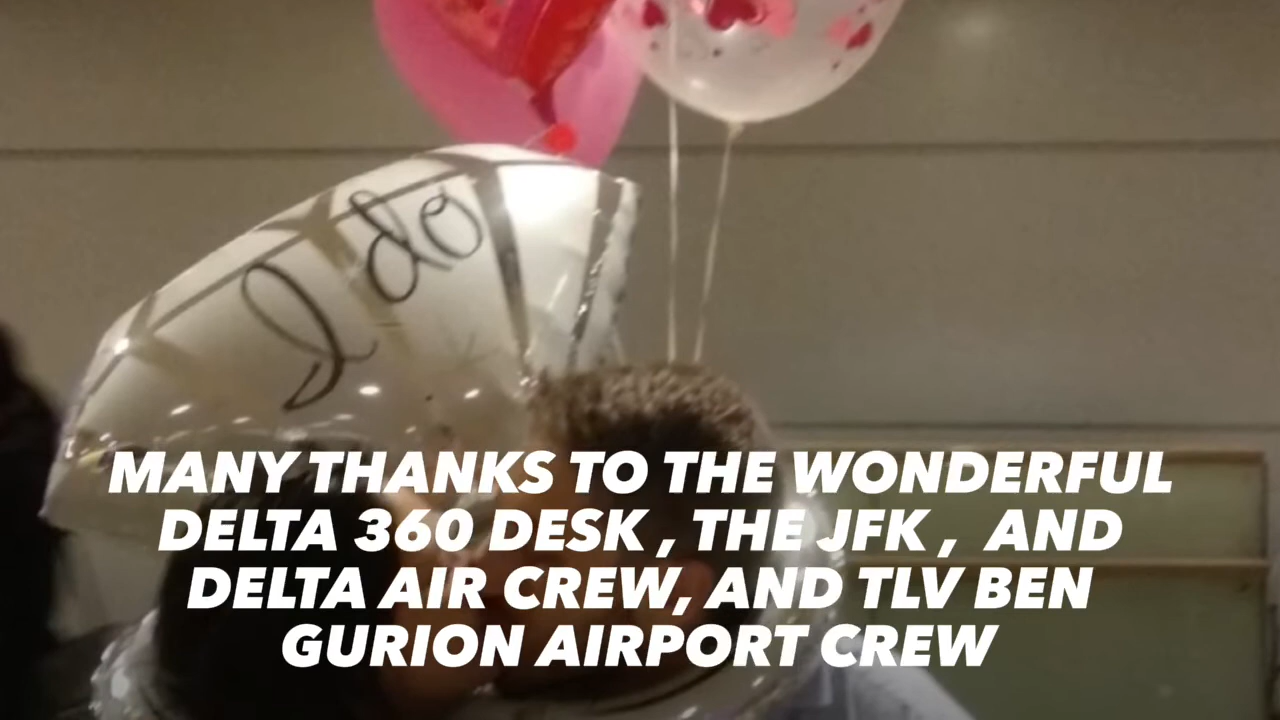 I do
MANY THANKS TO THE WONDERFUL
DELTA 360 DESK , THE JFK , AND
DELTA AIR CREW, AND TLV BEN
GURION AIRPORT CREW